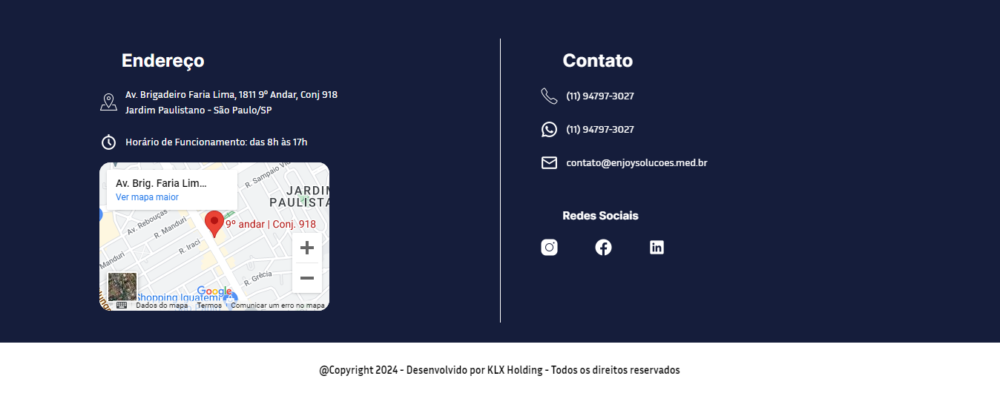 Endereço
Av. Brigadeiro Faria Lima, 1811 9º Andar, Conj 918
Jardim Paulistano - São Paulo/SP
Horário de Funcionamento: das 8h às 17h
Av. Brig. Faria Lim...
Ver mapa maior
R. Sampaio
JARDIM
PAULISTA
Av. Rebouças
R. Manduri
9º andar | Conj. 918
R. Iraci
Manduri
R. Grécia
Google
Shopping Iguatemi
Dados do mapa
Termos
Comunicar um erro no mapa
Contato
(11) 94797-3027
(11) 94797-3027
contato@enjoysolucoes.med.br
Redes Sociais
@Copyright 2024 - Desenvolvido por KLX Holding - Todos os direitos reservados